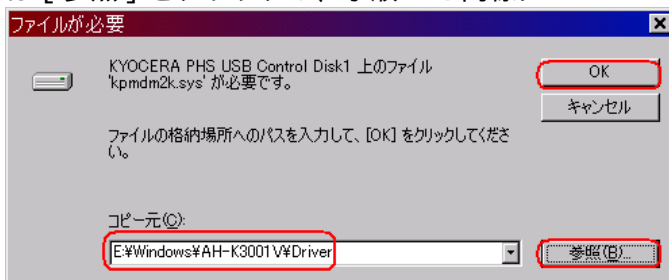 ファイルが必要
KYOCERA PHS USB Control Disk1 上のファイル
'kpmdm2k.sys' が必要です。
OK
キャンセル
ファイルの格納場所へのパスを入力して、[OK] をクリックしてくださ
い。
コピー元(C):
E:¥Windows¥AH-K3001V¥Driver
参照(B)...